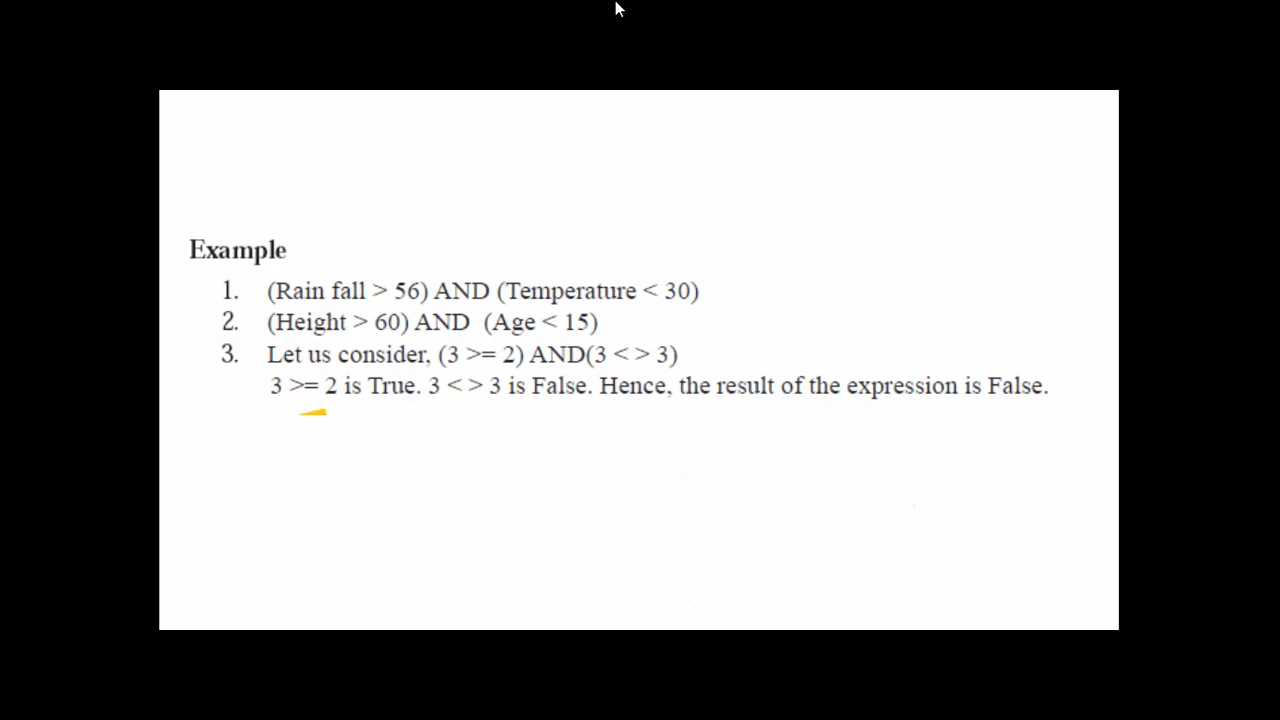 Example
1. (Rain fall > 56) AND (Temperature < 30)
2. (Height > 60) AND (Age < 15)
3. Let us consider, (3 >= 2) AND(3 < > 3)
3 >= 2 is True. 3 < > 3 is False. Hence, the result of the expression is False.